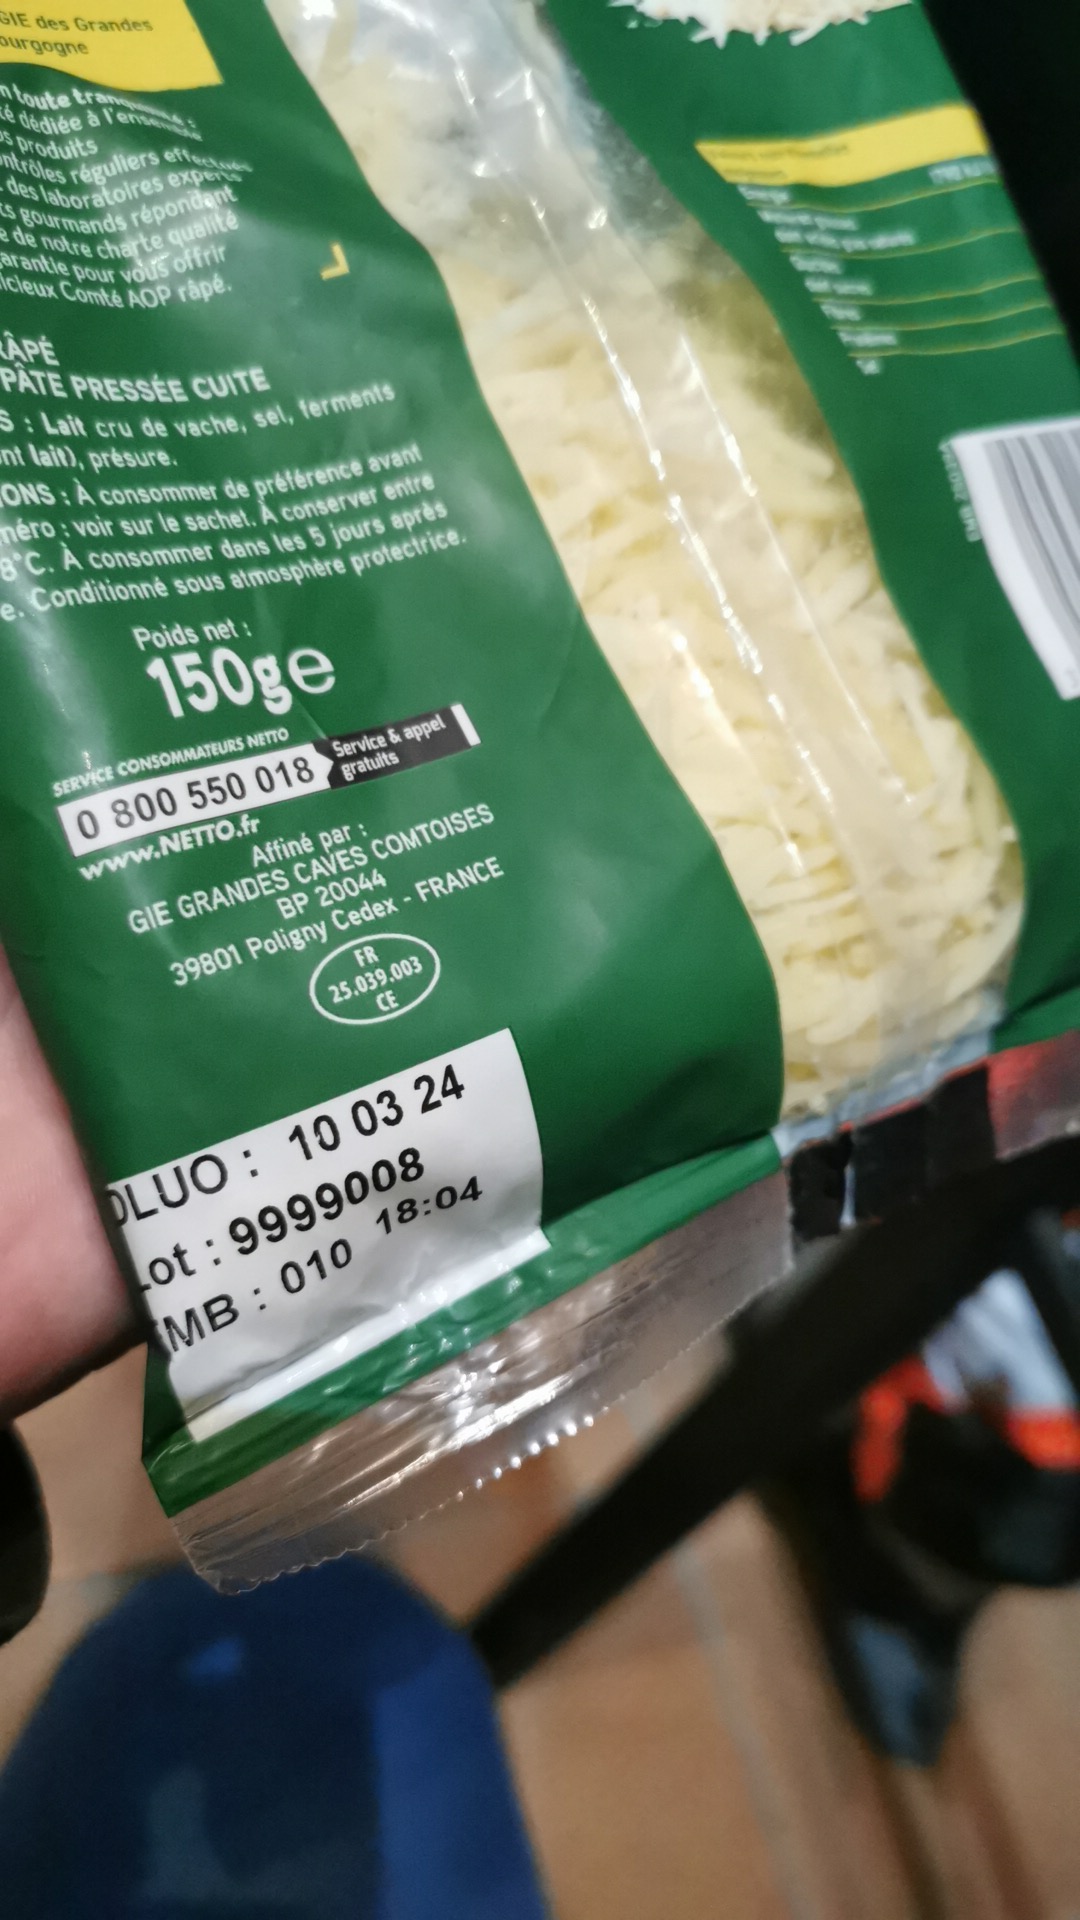 GIE des Grandes
ourgogne
n toute tranquillité :
té dédiée à l'ensemble
s produits
ntrôles réguliers effectués
des laboratoires experts
ts gourmands répondant
e de notre charte qualité
arantie pour vous offrir
licieux Comté AOP râpé.
RÂPÉ
PÂTE PRESSÉE CUITE
S : Lait cru de vache, sel, ferments
nt lait), présure.
ONS : À consommer de préférence avant
méro : voir sur le sachet. À conserver entre
8°C. À consommer dans les 5 jours après
e. Conditionné sous atmosphère protectrice.
Poids net :
150g e
SERVICE CONSOMMATEURS NETTO
0 800 550 018 Service & appel
gratuits
www.NETTO.fr
Affiné par :
GIE GRANDES CAVES COMTOISES
BP 20044
39801 Poligny Cedex - FRANCE
FR
25.039.003
CE
DLUO : 10 03 24
Lot : 9999008
EMB : 010 18:04
Sel